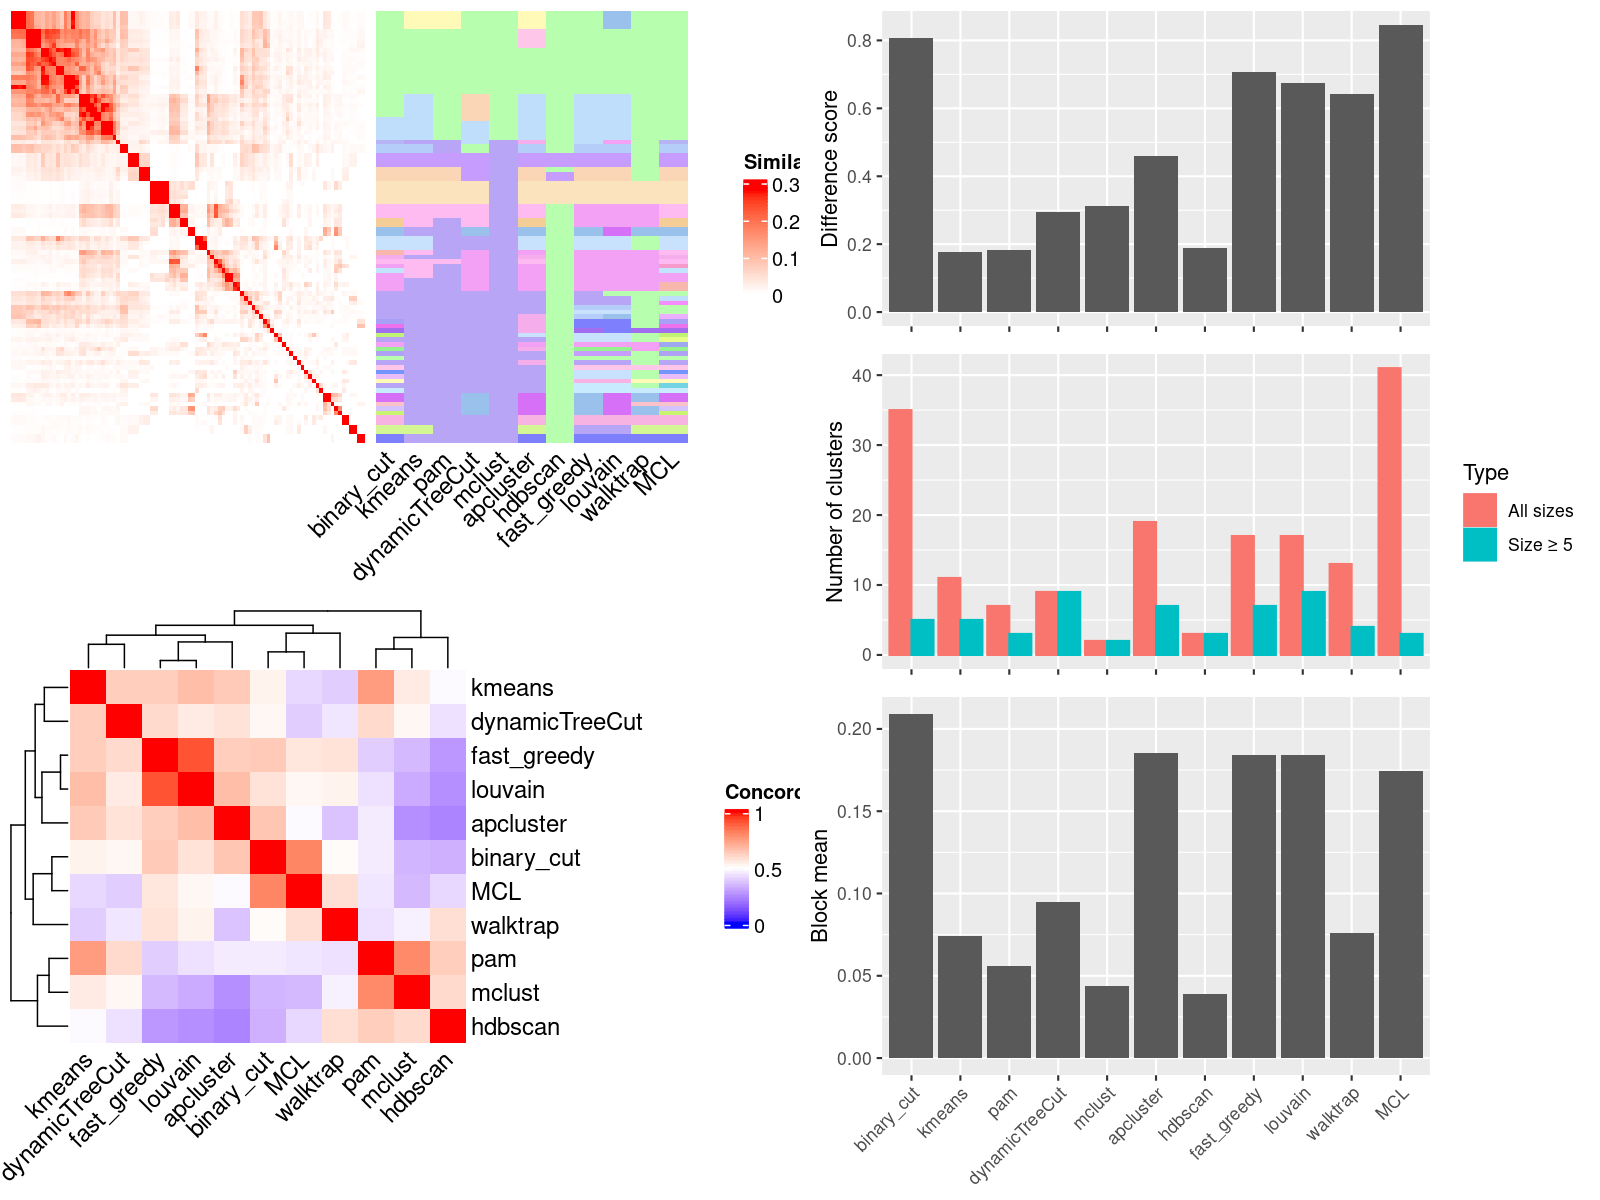 Simila
0.3
0.2
0.1
0
binary_cut
kmeans
pam
dynamicTreeCut
mclust
apcluster
hdbscan
fast_greedy
louvain
walktrap
MCL
kmeans
dynamicTreeCut
fast_greedy
louvain
apcluster
binary_cut
MCL
walktrap
pam
mclust
hdbscan
kmeans
dynamicTreeCut
fast_greedy
louvain
apcluster
binary_cut
MCL
walktrap
pam
mclust
hdbscan
Concord
1
0.5
0
Difference score
0.8
0.6
0.4
0.2
0.0
Number of clusters
40
30
20
10
0
Type
All sizes
Size ≥ 5
Block mean
0.20
0.15
0.10
0.05
0.00
binary_cut
kmeans
pam
dynamicTreeCut
mclust
apcluster
hdbscan
fast_greedy
louvain
walktrap
MCL